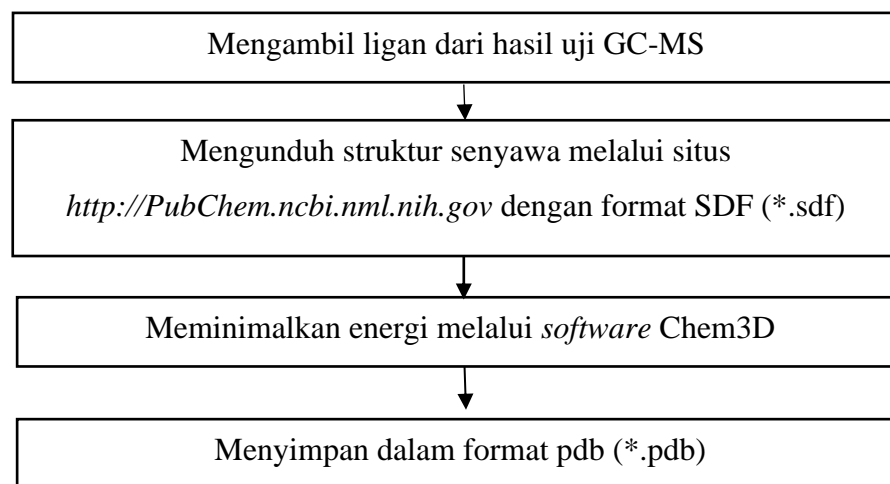 Mengambil ligan dari hasil uji GC-MS
Mengunduh struktur senyawa melalui situs
http://PubChem.ncbi.nml.nih.gov dengan format SDF (*.sdf)
Meminimalkan energi melalui software Chem3D
Menyimpan dalam format pdb (*.pdb)